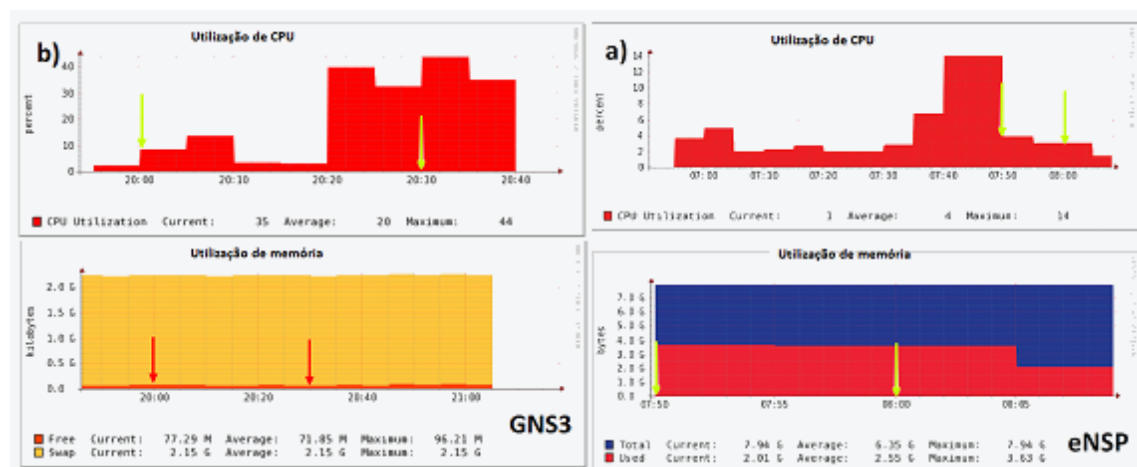 b)
Utilização de CPU
percent
40
30
20
10
0
20:00 20:10 20:20 20:10 20:40
CPU Utilization Current: 35 Average: 20 Maximum: 44
a)
Utilização de CPU
percent
14
12
10
8
6
4
2
0
07:00 07:10 07:20 07:30 07:40 07:50 08:00
CPU Utilization Current: 1 Average: 4 Maximum: 14
Utilização de memória
kilobytes
2.0 G
1.5 G
1.0 G
0.5 G
0.0
20:00 20:20 20:40 21:00
GNS3
Free Current: 77.29 M Average: 71.85 M Maximum: 96.21 M
Swap Current: 2.15 G Average: 2.15 G Maximum: 2.15 G
Utilização de memória
bytes
7.0 G
6.0 G
5.0 G
4.0 G
3.0 G
2.0 G
1.0 G
0.0
07:50 07:55 08:00 08:05
Total Current: 7.94 G Average: 6.35 G Maximum: 7.94 G
Used Current: 2.01 G Average: 2.55 G Maximum: 3.63 G
eNSP